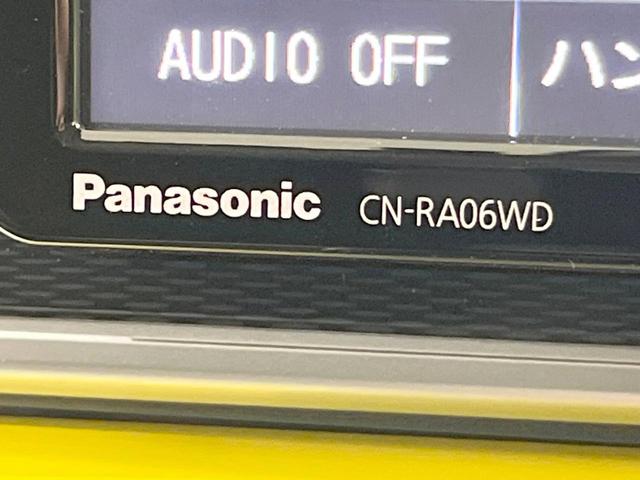 AUDIO OFF ハン
Panasonic CN-RA06WD